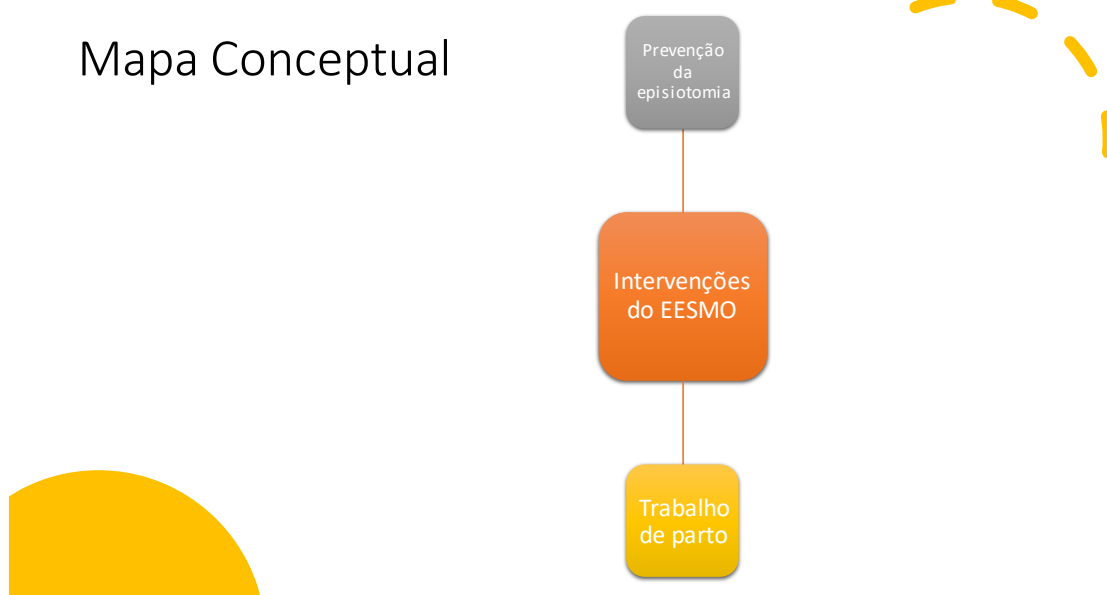 Mapa Conceptual
Prevenção
da
episiotomia
Intervenções
do EESMO
Trabalho
de parto